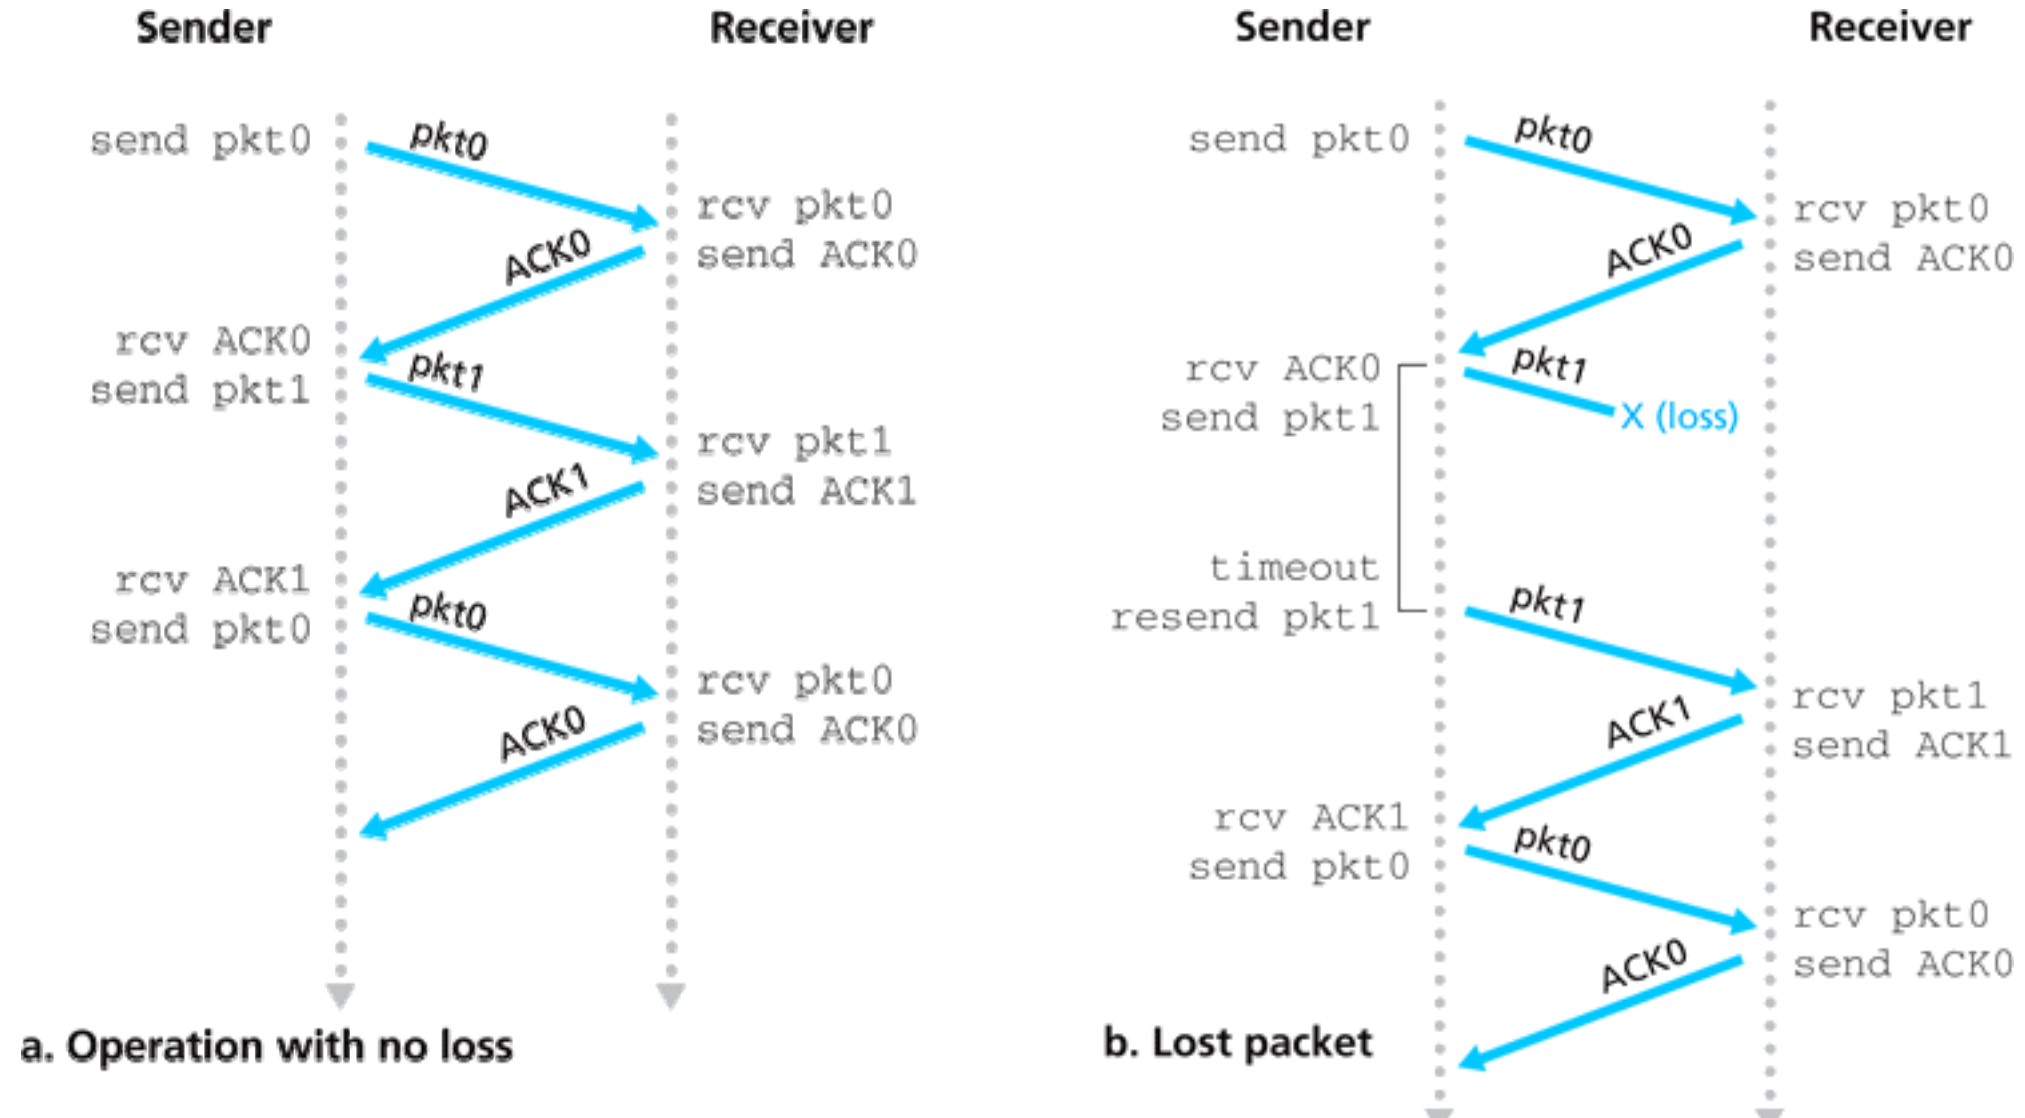 Sender Receiver
send pkt0
pkt0
rcv pkt0
send ACK0
ACK0
rcv ACK0
send pkt1
pkt1
rcv pkt1
send ACK1
ACK1
rcv ACK1
send pkt0
pkt0
rcv pkt0
send ACK0
ACK0
a. Operation with no loss
Sender Receiver
send pkt0
pkt0
rcv pkt0
send ACK0
ACK0
rcv ACK0
send pkt1
pkt1
X (loss)
timeout
resend pkt1
pkt1
rcv pkt1
send ACK1
ACK1
rcv ACK1
send pkt0
pkt0
rcv pkt0
send ACK0
ACK0
b. Lost packet